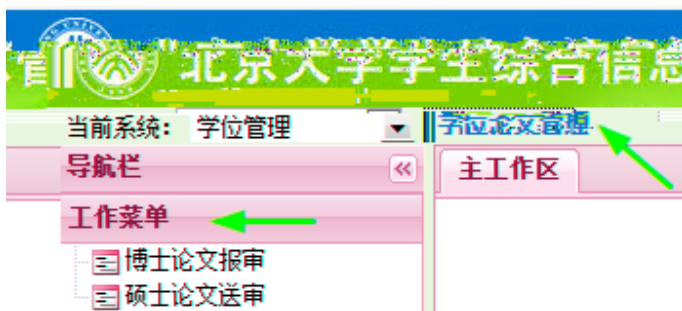 北京大学学生综合信息
当前系统： 学位管理 学位论文管理
导航栏 主工作区
工作菜单
博士论文报审
硕士论文送审